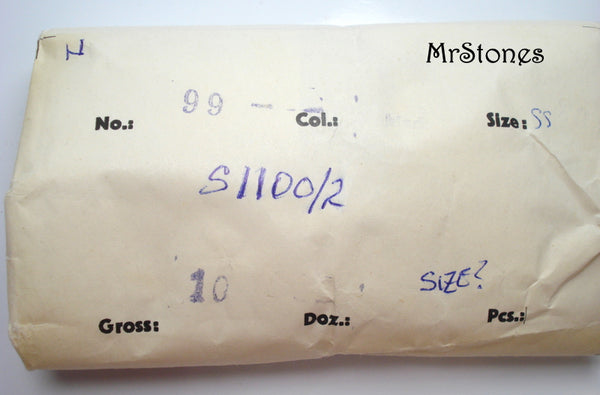 N
MrStones
99 - - - :
No.: Col.: Size: SS
S1100/2
10
SIZE?
Gross: Doz.: Pcs.: